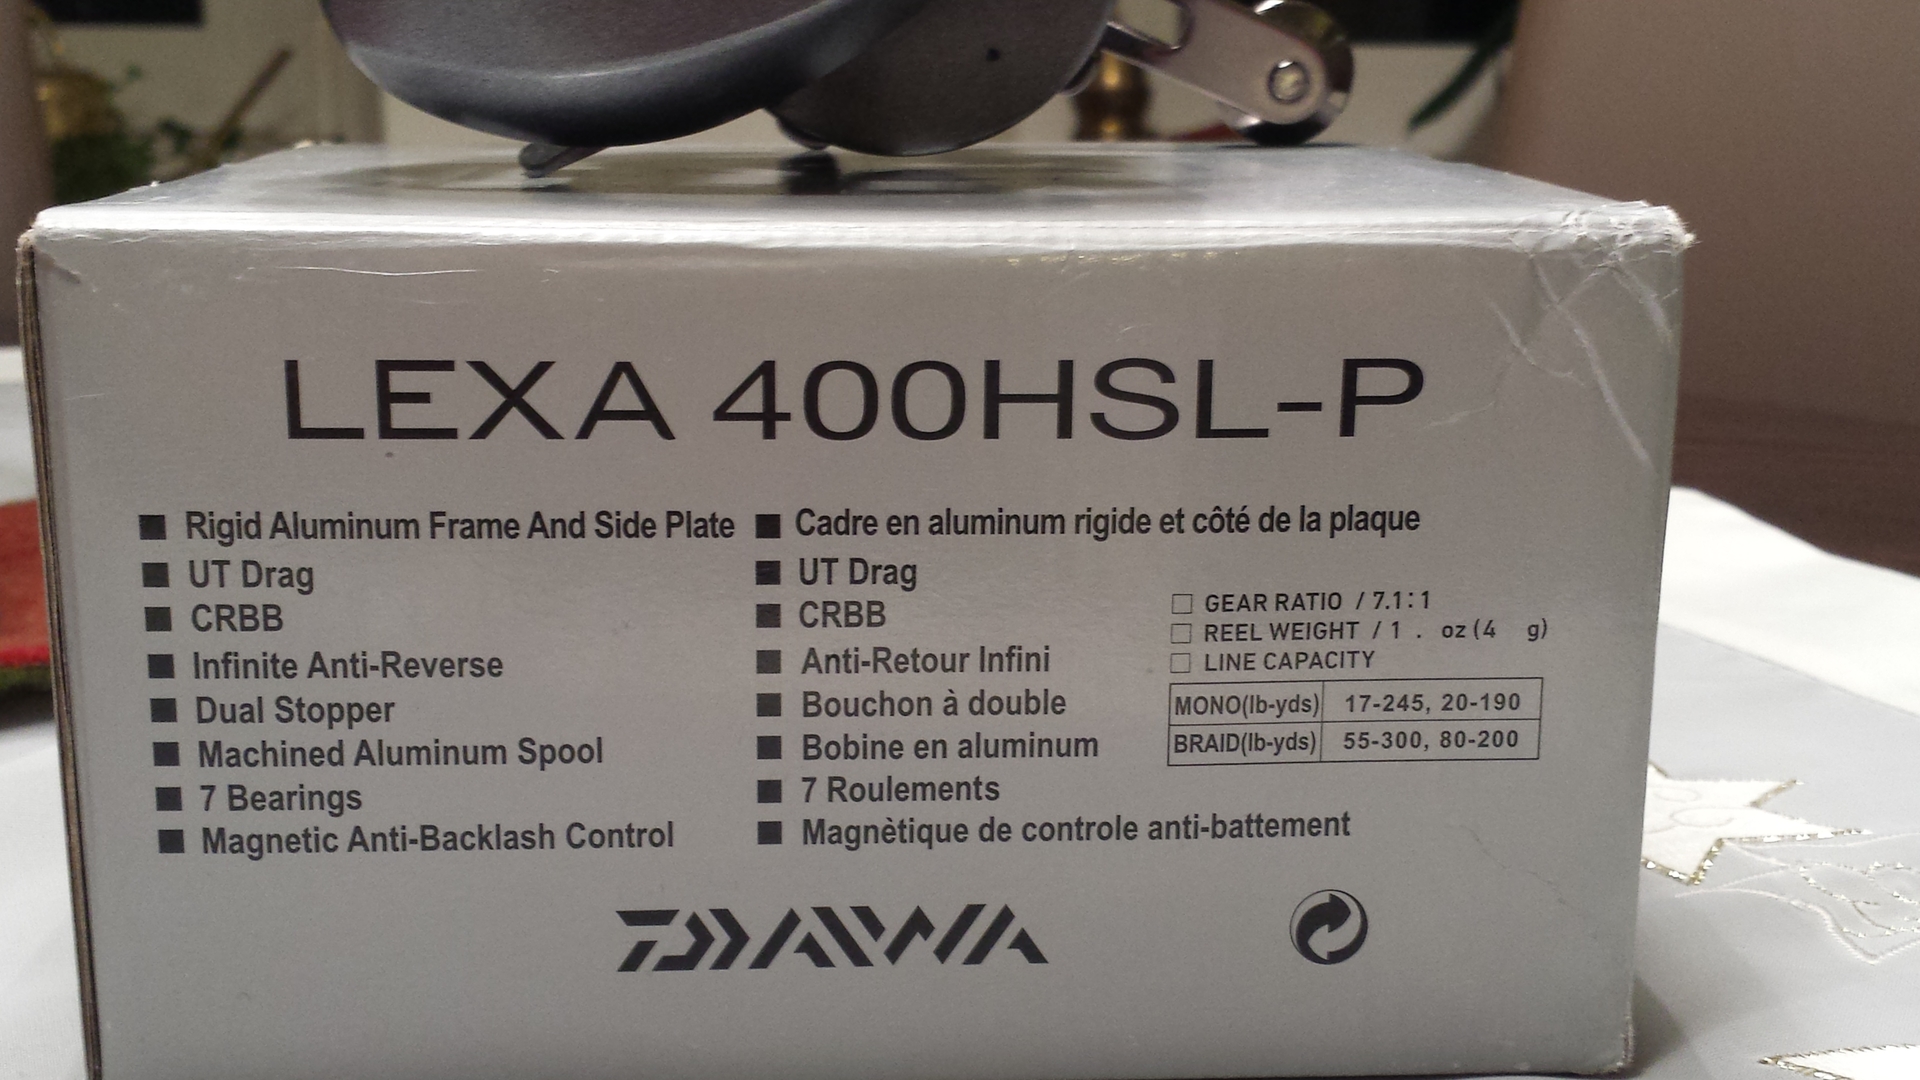 LEXA 400HSL-P
■ Rigid Aluminum Frame And Side Plate
■ UT Drag
■ CRBB
■ Infinite Anti-Reverse
■ Dual Stopper
■ Machined Aluminum Spool
■ 7 Bearings
■ Magnetic Anti-Backlash Control
■ Cadre en aluminum rigide et côté de la plaque
■ UT Drag
■ CRBB
■ Anti-Retour Infini
■ Bouchon à double
■ Bobine en aluminum
■ 7 Roulements
■ Magnètique de controle anti-battement
□ GEAR RATIO / 7.1:1
□ REEL WEIGHT / 1 . oz (4 g)
□ LINE CAPACITY
MONO(lb-yds) 17-245, 20-190
BRAID(lb-yds) 55-300, 80-200
DAIWA